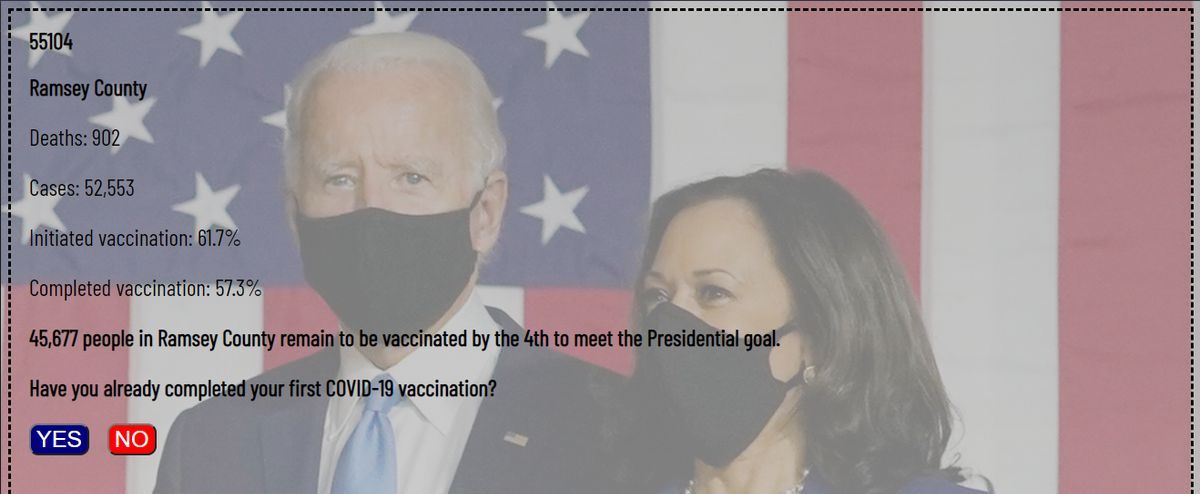 55104
Ramsey County
Deaths: 902
Cases: 52,553
Initiated vaccination: 61.7%
Completed vaccination: 57.3%
45,677 people in Ramsey County remain to be vaccinated by the 4th to meet the Presidential goal.
Have you already completed your first COVID-19 vaccination?
YES NO